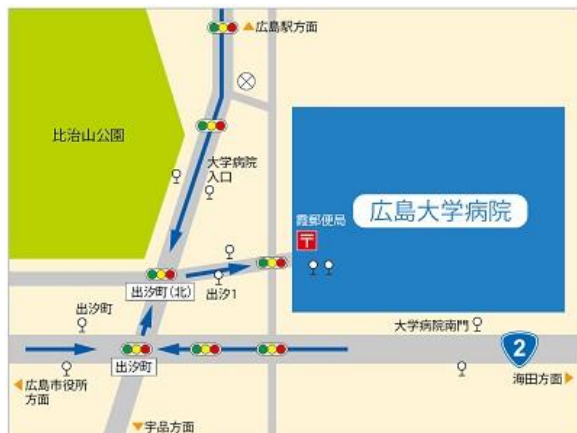 広島駅方面
比治山公園
大学病院
入口
広島大学病院
霞郵便局
〒
出汐町(北)
出汐1
出汐町
大学病院南門
2
出汐町
広島市役所
方面
海田方面
宇品方面